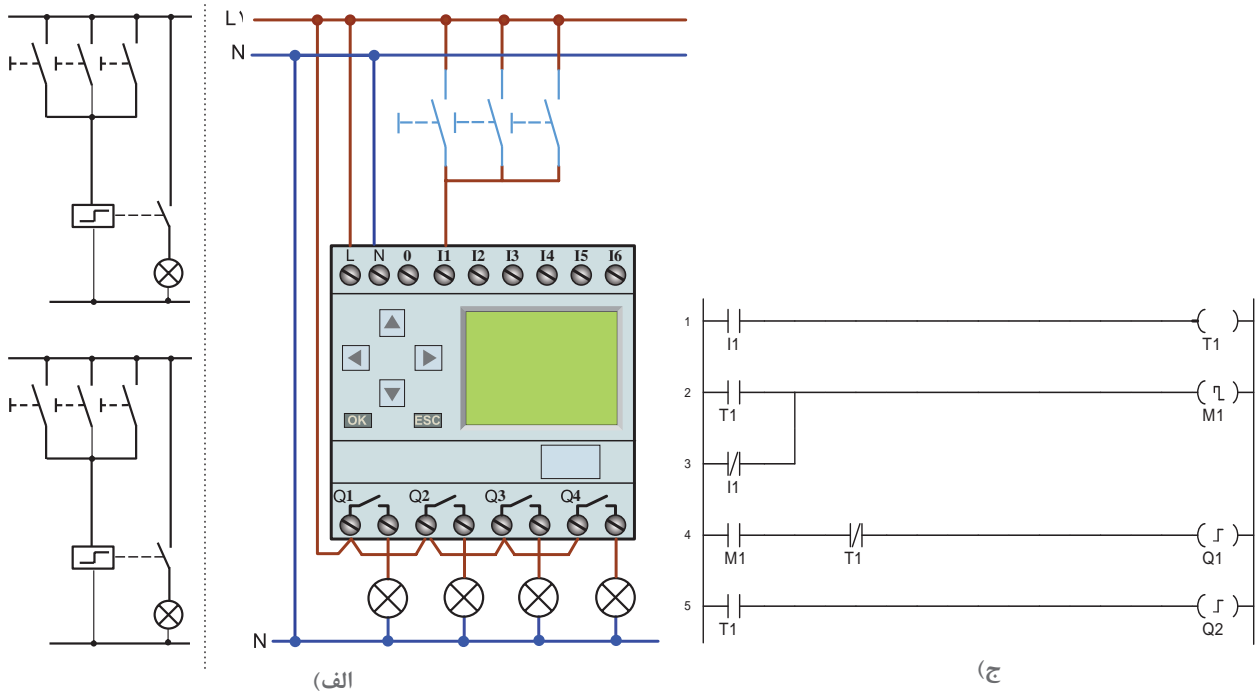 L۱
N
L N 0 I1 I2 I3 I4 I5 I6
OK ESC
Q1 Q2 Q3 Q4
N
الف)
1
I1 T1
2
T1 M1
3
I1
4
M1 T1 Q1
5
T1 Q2
ج)